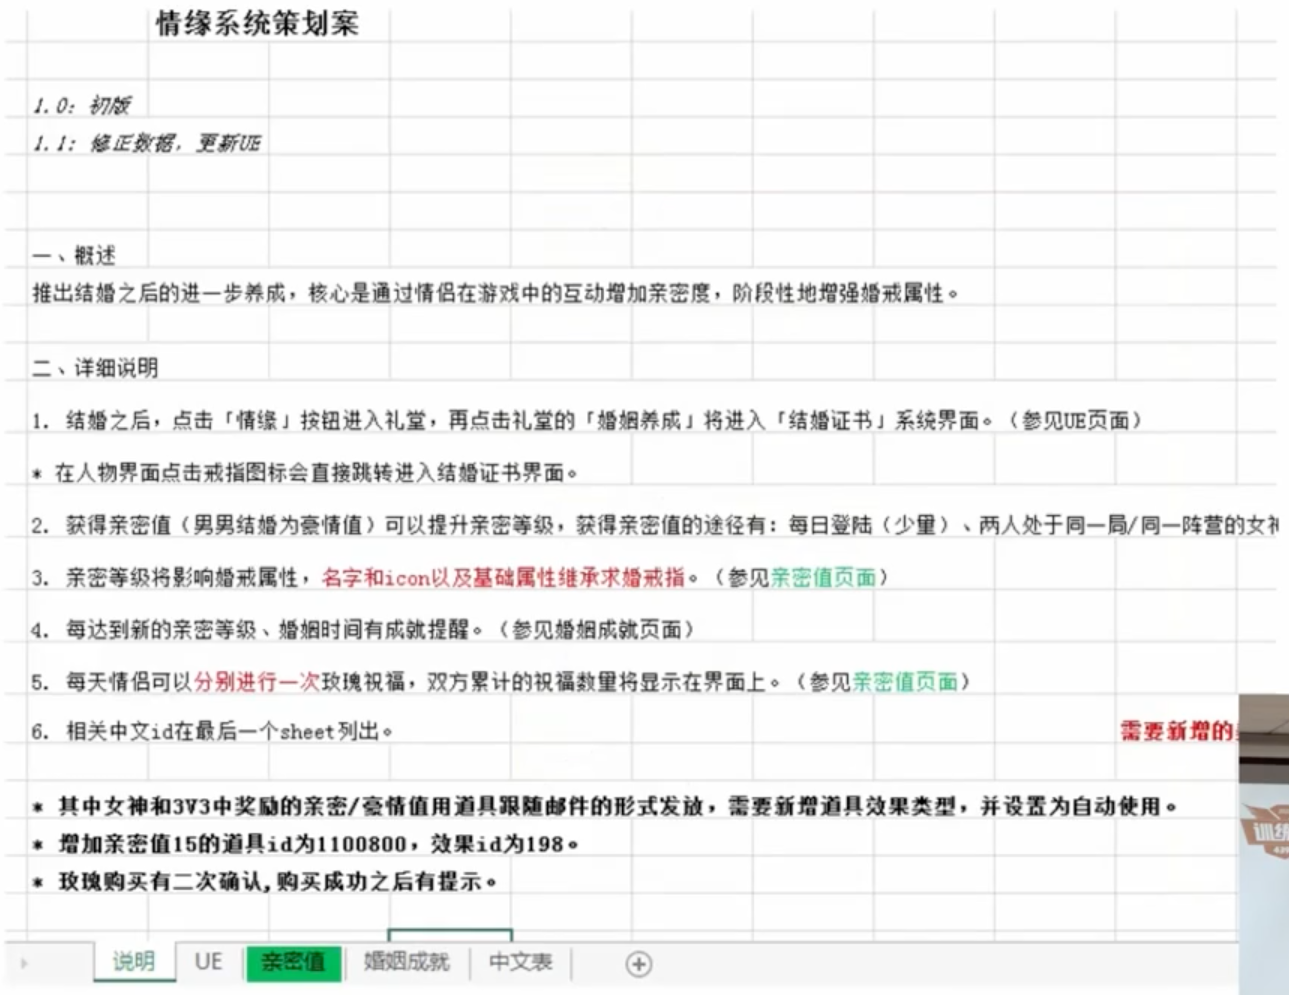 情缘系统策划案
1.0: 初版
1.1: 修正数据，更新UE
一、概述
推出结婚之后的进一步养成，核心是通过情侣在游戏中的互动增加亲密度，阶段性地增强婚戒属性。
二、详细说明
1. 结婚之后，点击「情缘」按钮进入礼堂，再点击礼堂的「婚姻养成」将进入「结婚证书」系统界面。（参见UE页面）
* 在人物界面点击戒指图标会直接跳转进入结婚证书界面。
2. 获得亲密值（男男结婚为豪情值）可以提升亲密等级，获得亲密值的途径有：每日登陆（少量）、两人处于同一局/同一阵营的女神
3. 亲密等级将影响婚戒属性，名字和icon以及基础属性继承求婚戒指。（参见亲密值页面）
4. 每达到新的亲密等级、婚姻时间有成就提醒。（参见婚姻成就页面）
5. 每天情侣可以分别进行一次玫瑰祝福，双方累计的祝福数量将显示在界面上。（参见亲密值页面）
6. 相关中文id在最后一个sheet列出。
需要新增的
* 其中女神和3V3中奖励的亲密/豪情值用道具跟随邮件的形式发放，需要新增道具效果类型，并设置为自动使用。
* 增加亲密值15的道具id为1100800，效果id为198。
* 玫瑰购买有二次确认,购买成功之后有提示。
训练
说明 UE 亲密值 婚姻成就 中文表